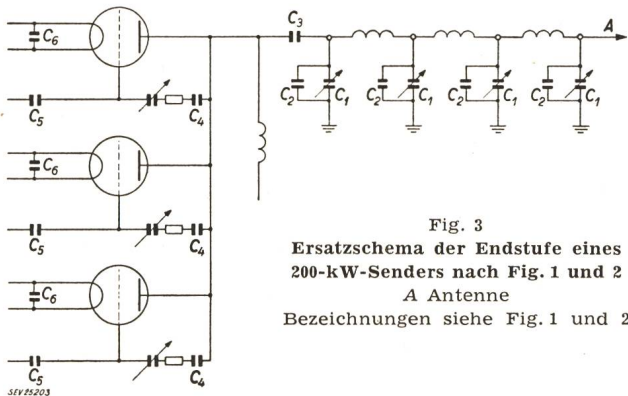 C6
C5
C4
C6
C5
C4
C6
C5
C4
C3
A
C2
C1
C2
C1
C2
C1
C2
C1
Fig. 3
Ersatzschema der Endstufe eines
200-kW-Senders nach Fig. 1 und 2
A Antenne
Bezeichnungen siehe Fig. 1 und 2
SEV25203